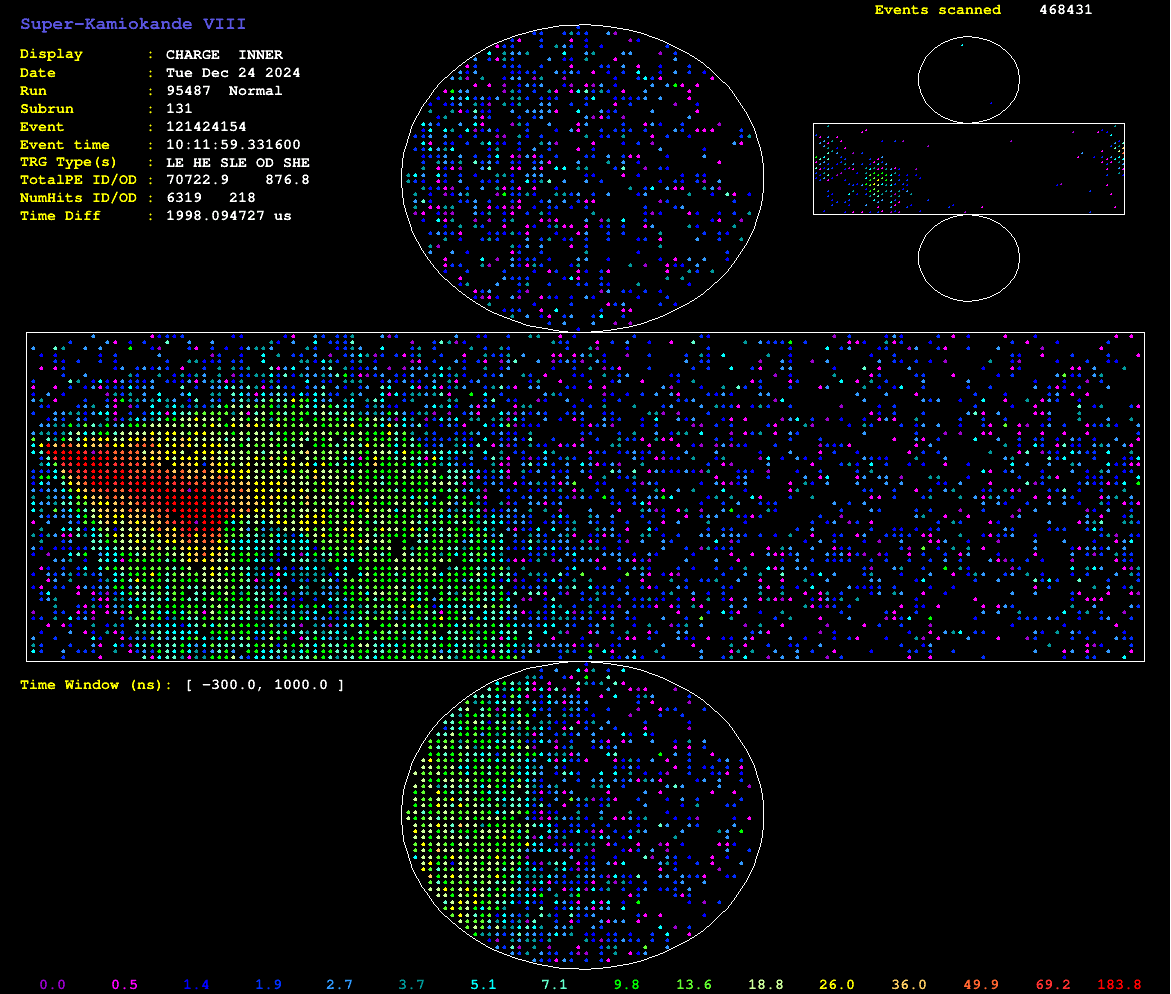 Super-Kamiokande VIII
Events scanned 468431
Display : CHARGE INNER
Date : Tue Dec 24 2024
Run : 95487 Normal
Subrun : 131
Event : 121424154
Event time : 10:11:59.331600
TRG Type(s) : LE HE SLE OD SHE
TotalPE ID/OD : 70722.9 876.8
NumHits ID/OD : 6319 218
Time Diff : 1998.094727 us
Time Window (ns): [ −300.0, 1000.0 ]
0.0 0.5 1.4 1.9 2.7 3.7 5.1 7.1 9.8 13.6 18.8 26.0 36.0 49.9 69.2 183.8